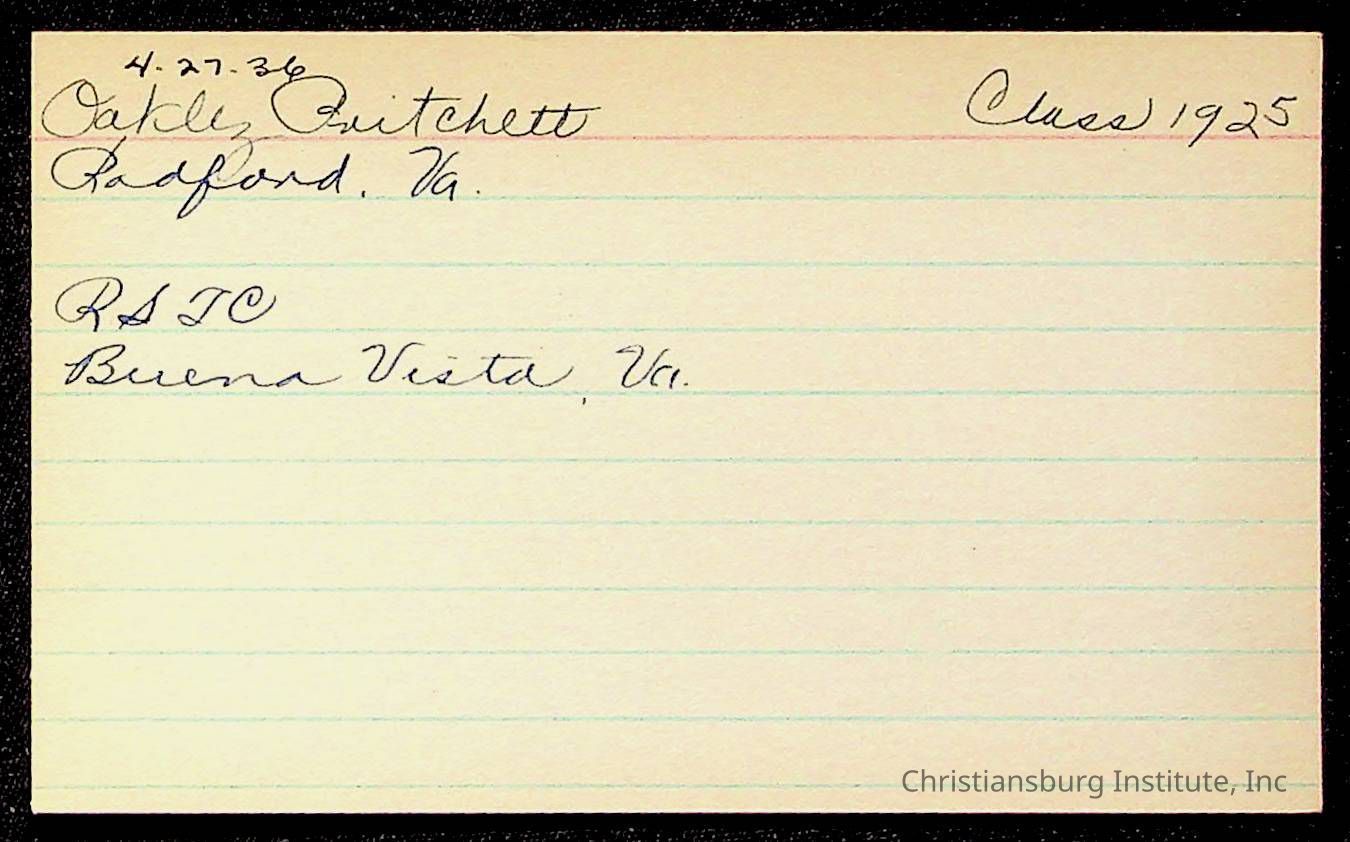 4-27-36
Oakley Pritchett Class 1925
Radford, Va.
RSTC
Buena Vista, Va.
Christiansburg Institute, Inc